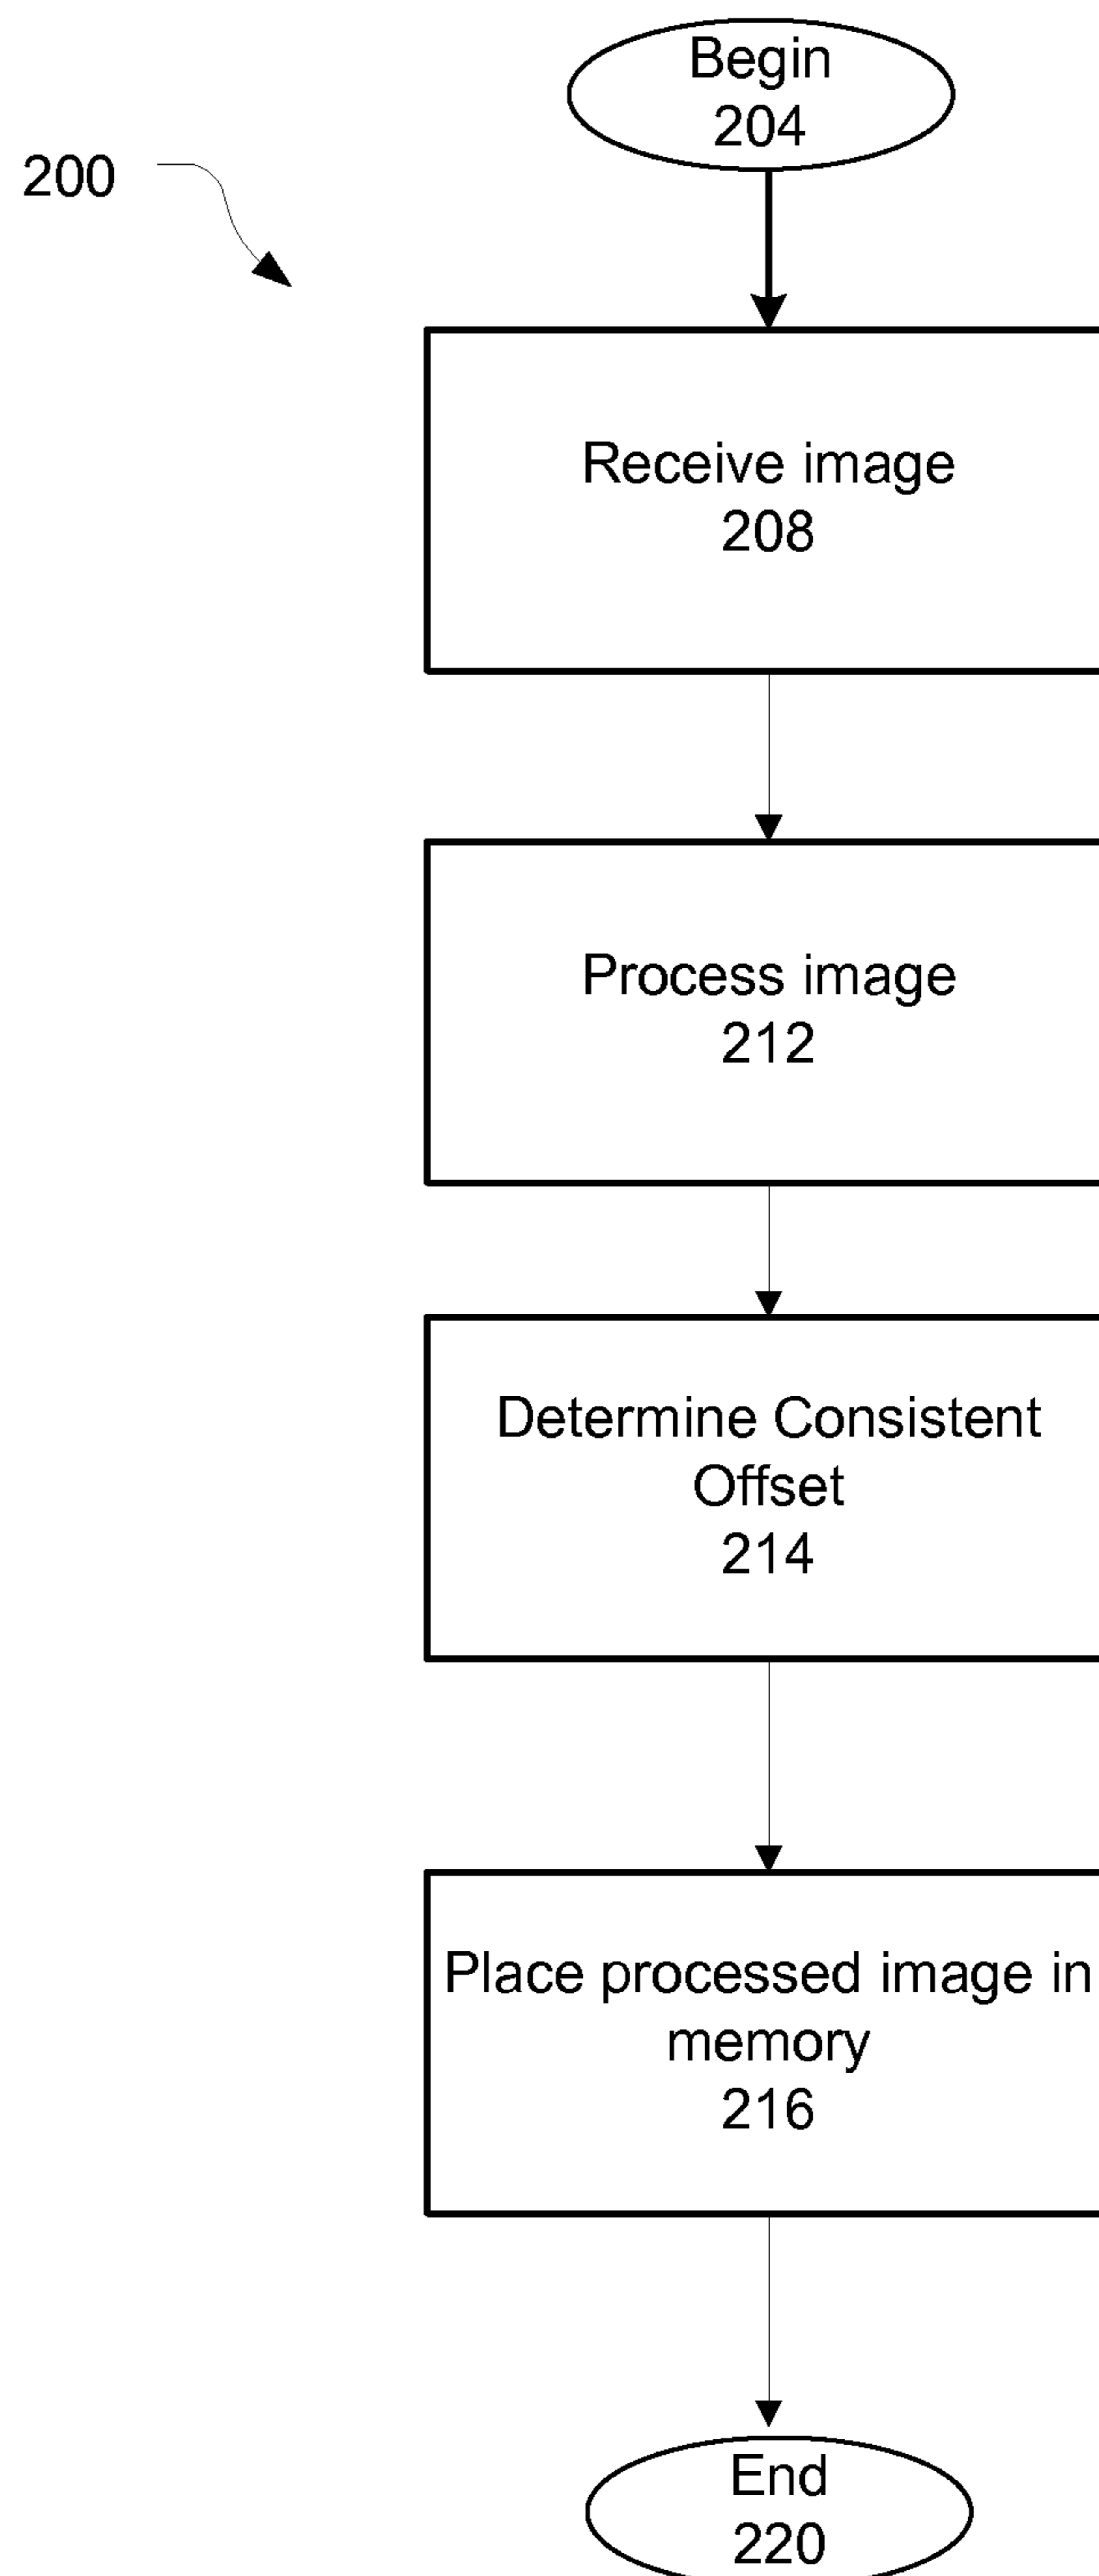 Begin
204
200
Receive image
208
Process image
212
Determine Consistent
Offset
214
Place processed image in
memory
216
End
220